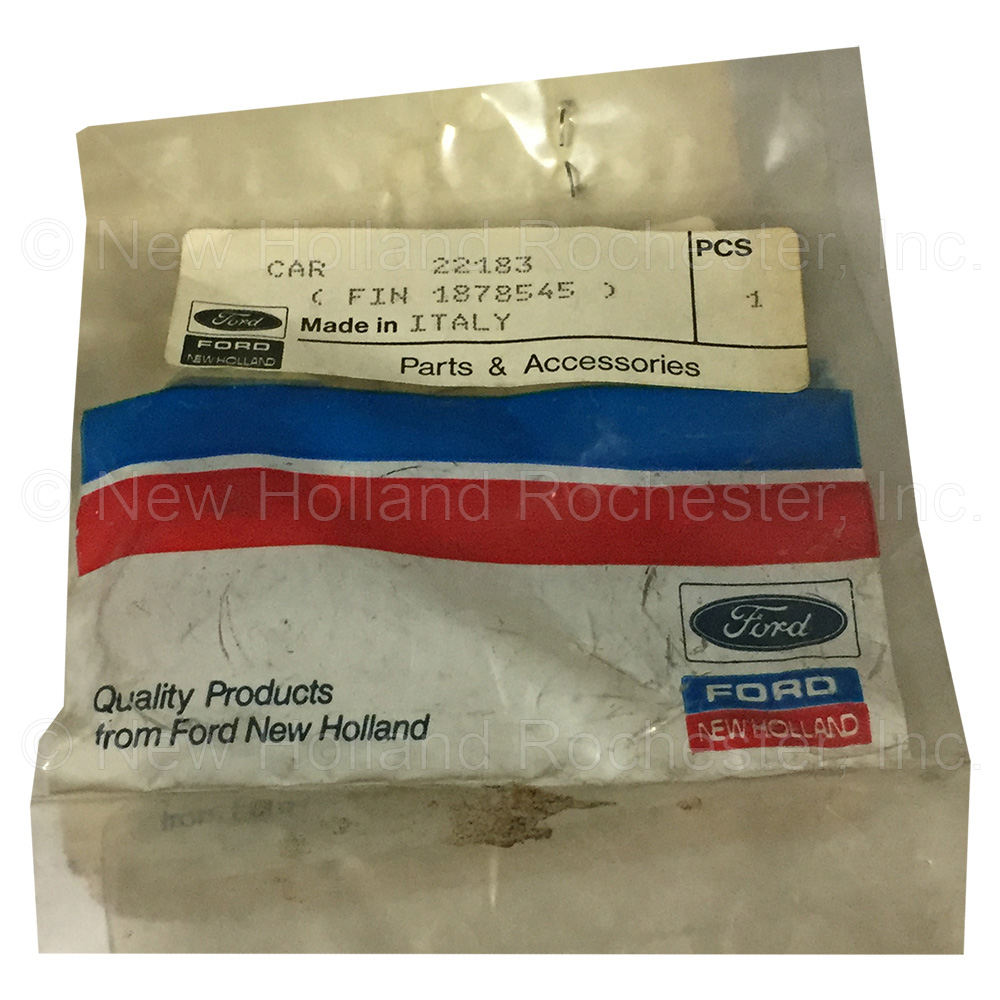 © New Holland Rochester, Inc.
CAR 22183
( FIN 1878545 )
Made in ITALY
PCS
1
Ford
FORD
NEW HOLLAND
Parts & Accessories
© New Holland Rochester, Inc.
Ford
FORD
NEW HOLLAND
Quality Products
from Ford New Holland
© New Holland Rochester, Inc.